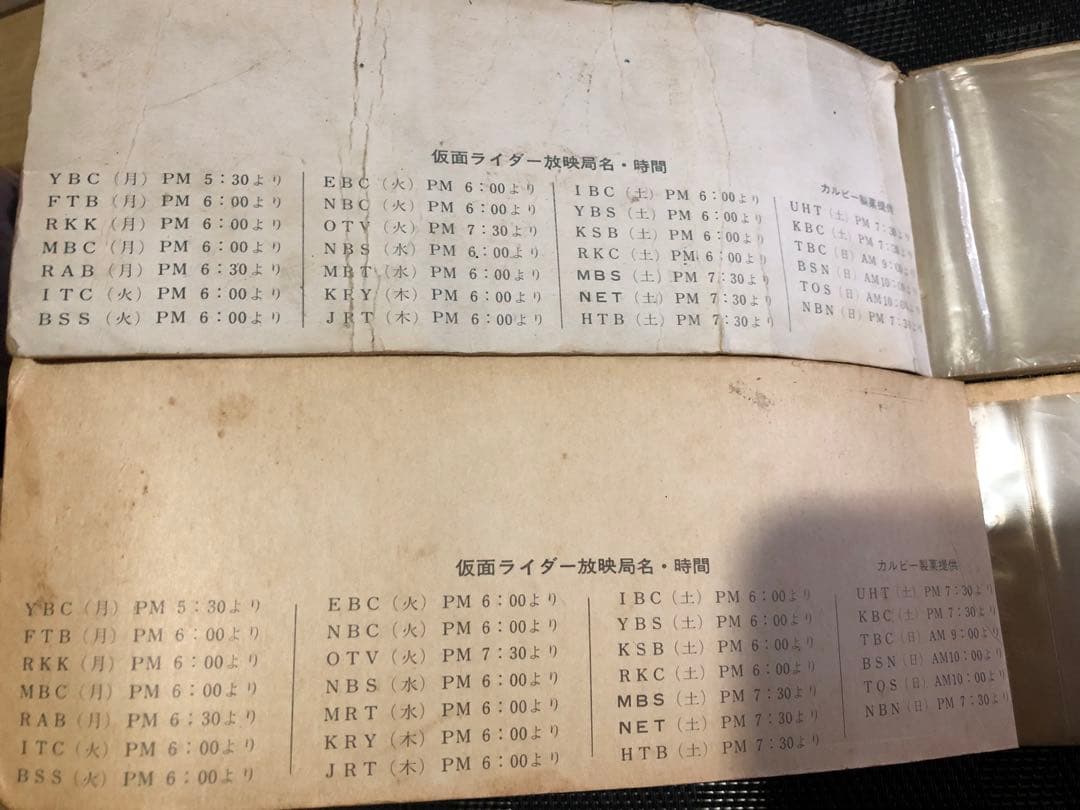 仮面ライダー放映局名・時間
カルビー製菓提供
YBC（月）PM 5：30より
FTB（月）PM 6：00より
RKK（月）PM 6：00より
MBC（月）PM 6：00より
RAB（月）PM 6：30より
ITC（火）PM 6：00より
BSS（火）PM 6：00より
EBC（火）PM 6：00より
NBC（火）PM 6：00より
OTV（火）PM 7：30より
NBS（水）PM 6：00より
MRT（水）PM 6：00より
KRY（木）PM 6：00より
JRT（木）PM 6：00より
IBC（土）PM 6：00より
YBS（土）PM 6：00より
KSB（土）PM 6：00より
RKC（土）PM 6：00より
MBS（土）PM 7：30より
NET（土）PM 7：30より
HTB（土）PM 7：30より
UHT（土）PM 7：30より
KBC（土）PM 7：30より
TBC（日）AM 9：00より
BSN（日）AM10：00より
TOS（日）AM10：00より
NBN（日）PM 7：30より
仮面ライダー放映局名・時間
カルビー製菓提供
YBC（月）PM 5：30より
FTB（月）PM 6：00より
RKK（月）PM 6：00より
MBC（月）PM 6：00より
RAB（月）PM 6：30より
ITC（火）PM 6：00より
BSS（火）PM 6：00より
EBC（火）PM 6：00より
NBC（火）PM 6：00より
OTV（火）PM 7：30より
NBS（水）PM 6：00より
MRT（水）PM 6：00より
KRY（木）PM 6：00より
JRT（木）PM 6：00より
IBC（土）PM 6：00より
YBS（土）PM 6：00より
KSB（土）PM 6：00より
RKC（土）PM 6：00より
MBS（土）PM 7：30より
NET（土）PM 7：30より
HTB（土）PM 7：30より
UHT（土）PM 7：30より
KBC（土）PM 7：30より
TBC（日）AM 9：00より
BSN（日）AM10：00より
TOS（日）AM10：00より
NBN（日）PM 7：30より